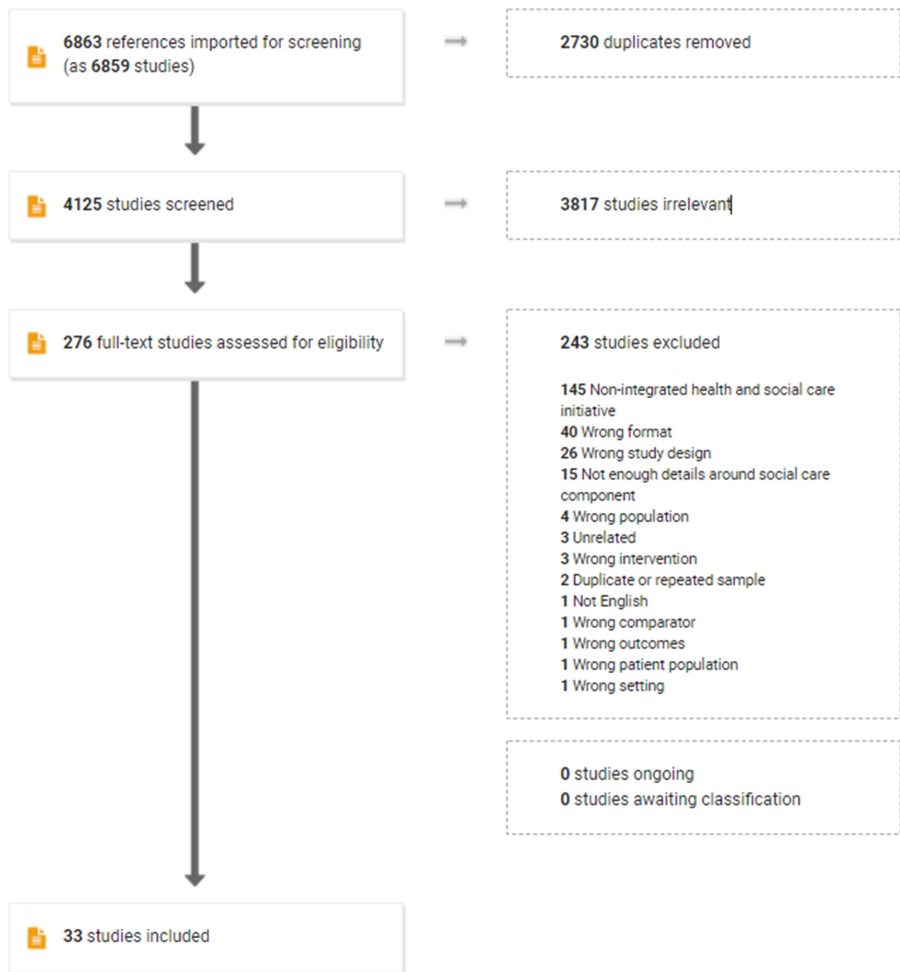 6863 references imported for screening
(as 6859 studies)
2730 duplicates removed
4125 studies screened
3817 studies irrelevant
276 full-text studies assessed for eligibility
243 studies excluded
145 Non-integrated health and social care
initiative
40 Wrong format
26 Wrong study design
15 Not enough details around social care
component
4 Wrong population
3 Unrelated
3 Wrong intervention
2 Duplicate or repeated sample
1 Not English
1 Wrong comparator
1 Wrong outcomes
1 Wrong patient population
1 Wrong setting
0 studies ongoing
0 studies awaiting classification
33 studies included